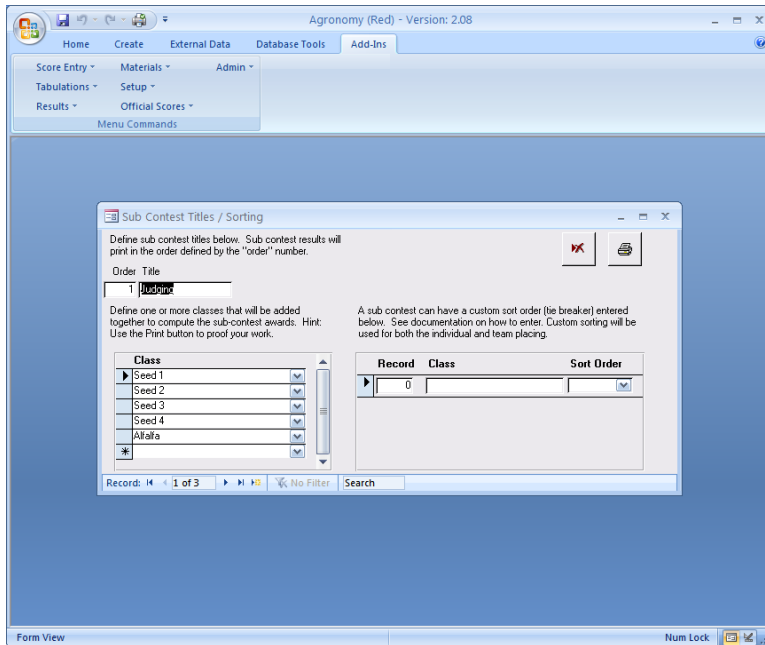 Agronomy (Red) - Version: 2.08
Home Create External Data Database Tools Add-Ins
Score Entry Materials Admin
Tabulations Setup
Results Official Scores
Menu Commands
Sub Contest Titles / Sorting
Define sub contest titles below. Sub contest results will
print in the order defined by the "order" number.
Order Title
1 Judging
Define one or more classes that will be added
together to compute the sub-contest awards. Hint:
Use the Print button to proof your work.
A sub contest can have a custom sort order (tie breaker) entered
below. See documentation on how to enter. Custom sorting will be
used for both the individual and team placing.
Class
Seed 1
Seed 2
Seed 3
Seed 4
Alfalfa
Record Class Sort Order
0
Record: 1 of 3 No Filter Search
Form View Num Lock